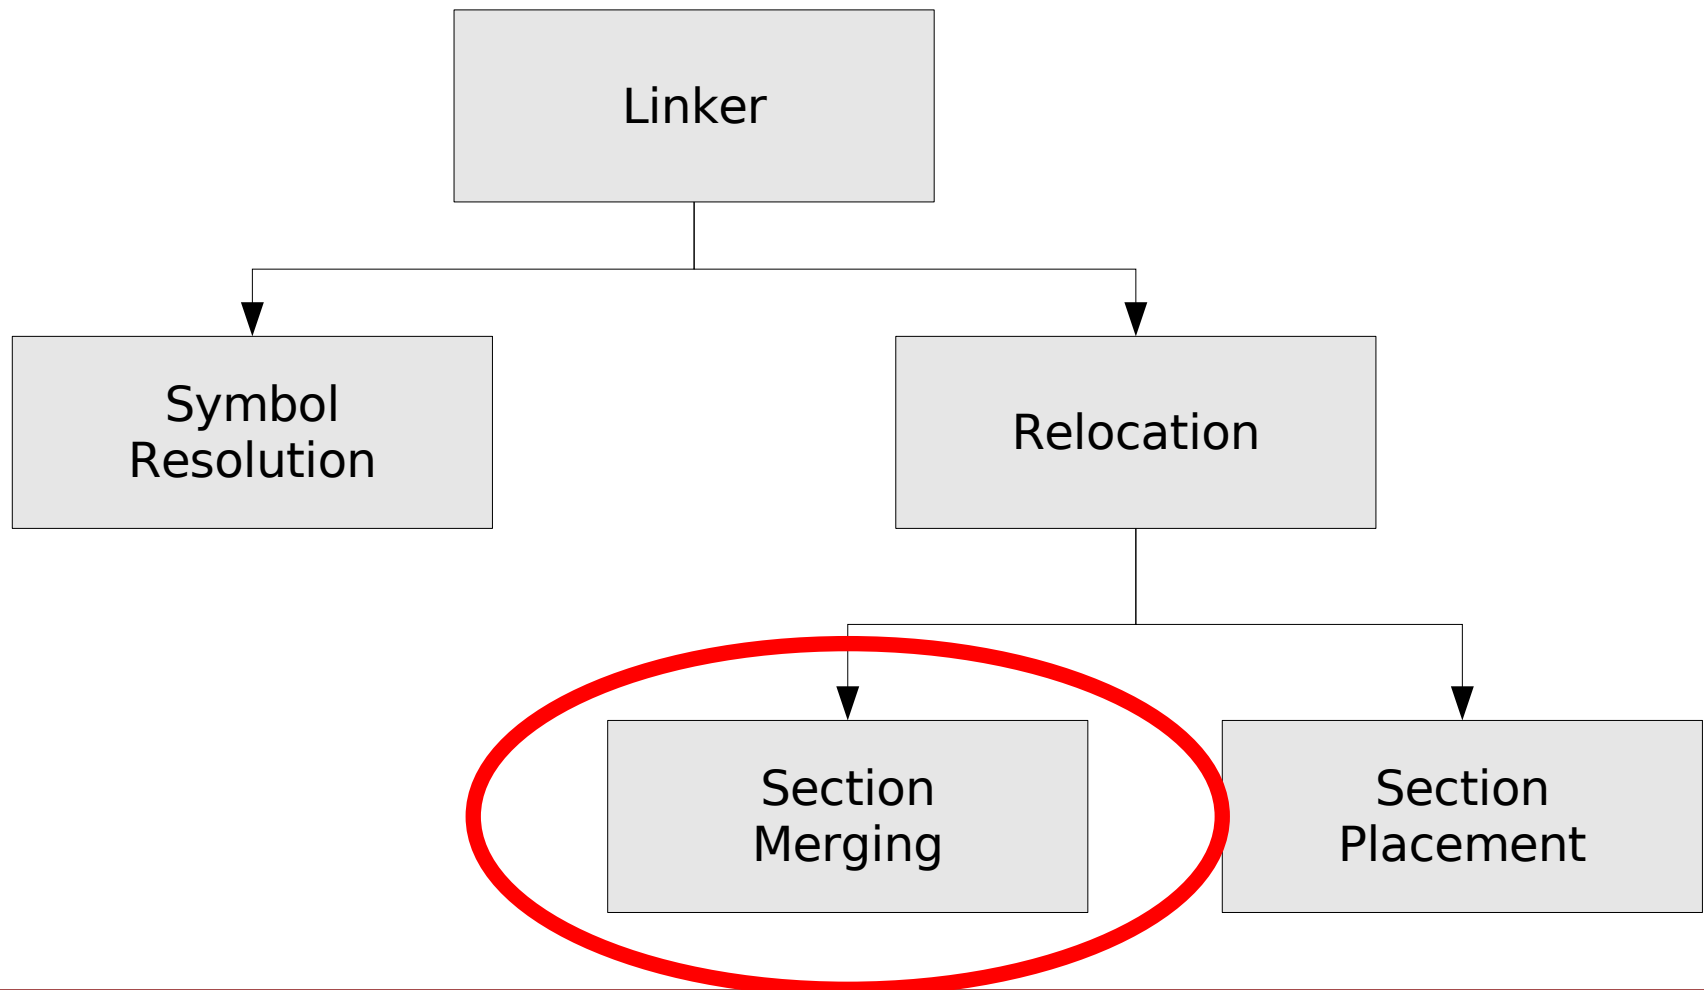 Linker
Symbol
Resolution
Relocation
Section
Merging
Section
Placement